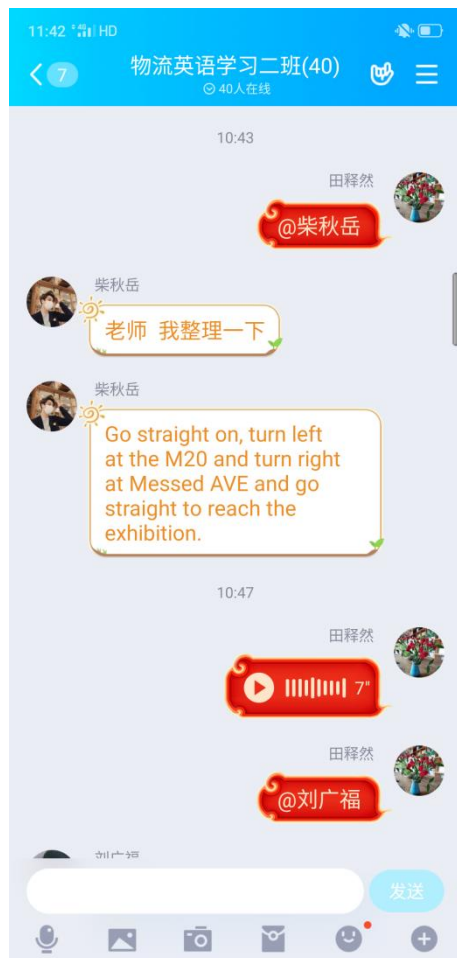 11:42 HD
7
物流英语学习二班(40)
40人在线
10:43
田释然
@柴秋岳
柴秋岳
老师 我整理一下
柴秋岳
Go straight on, turn left
at the M20 and turn right
at Messed AVE and go
straight to reach the
exhibition.
10:47
田释然
7"
田释然
@刘广福
刘广福
发送